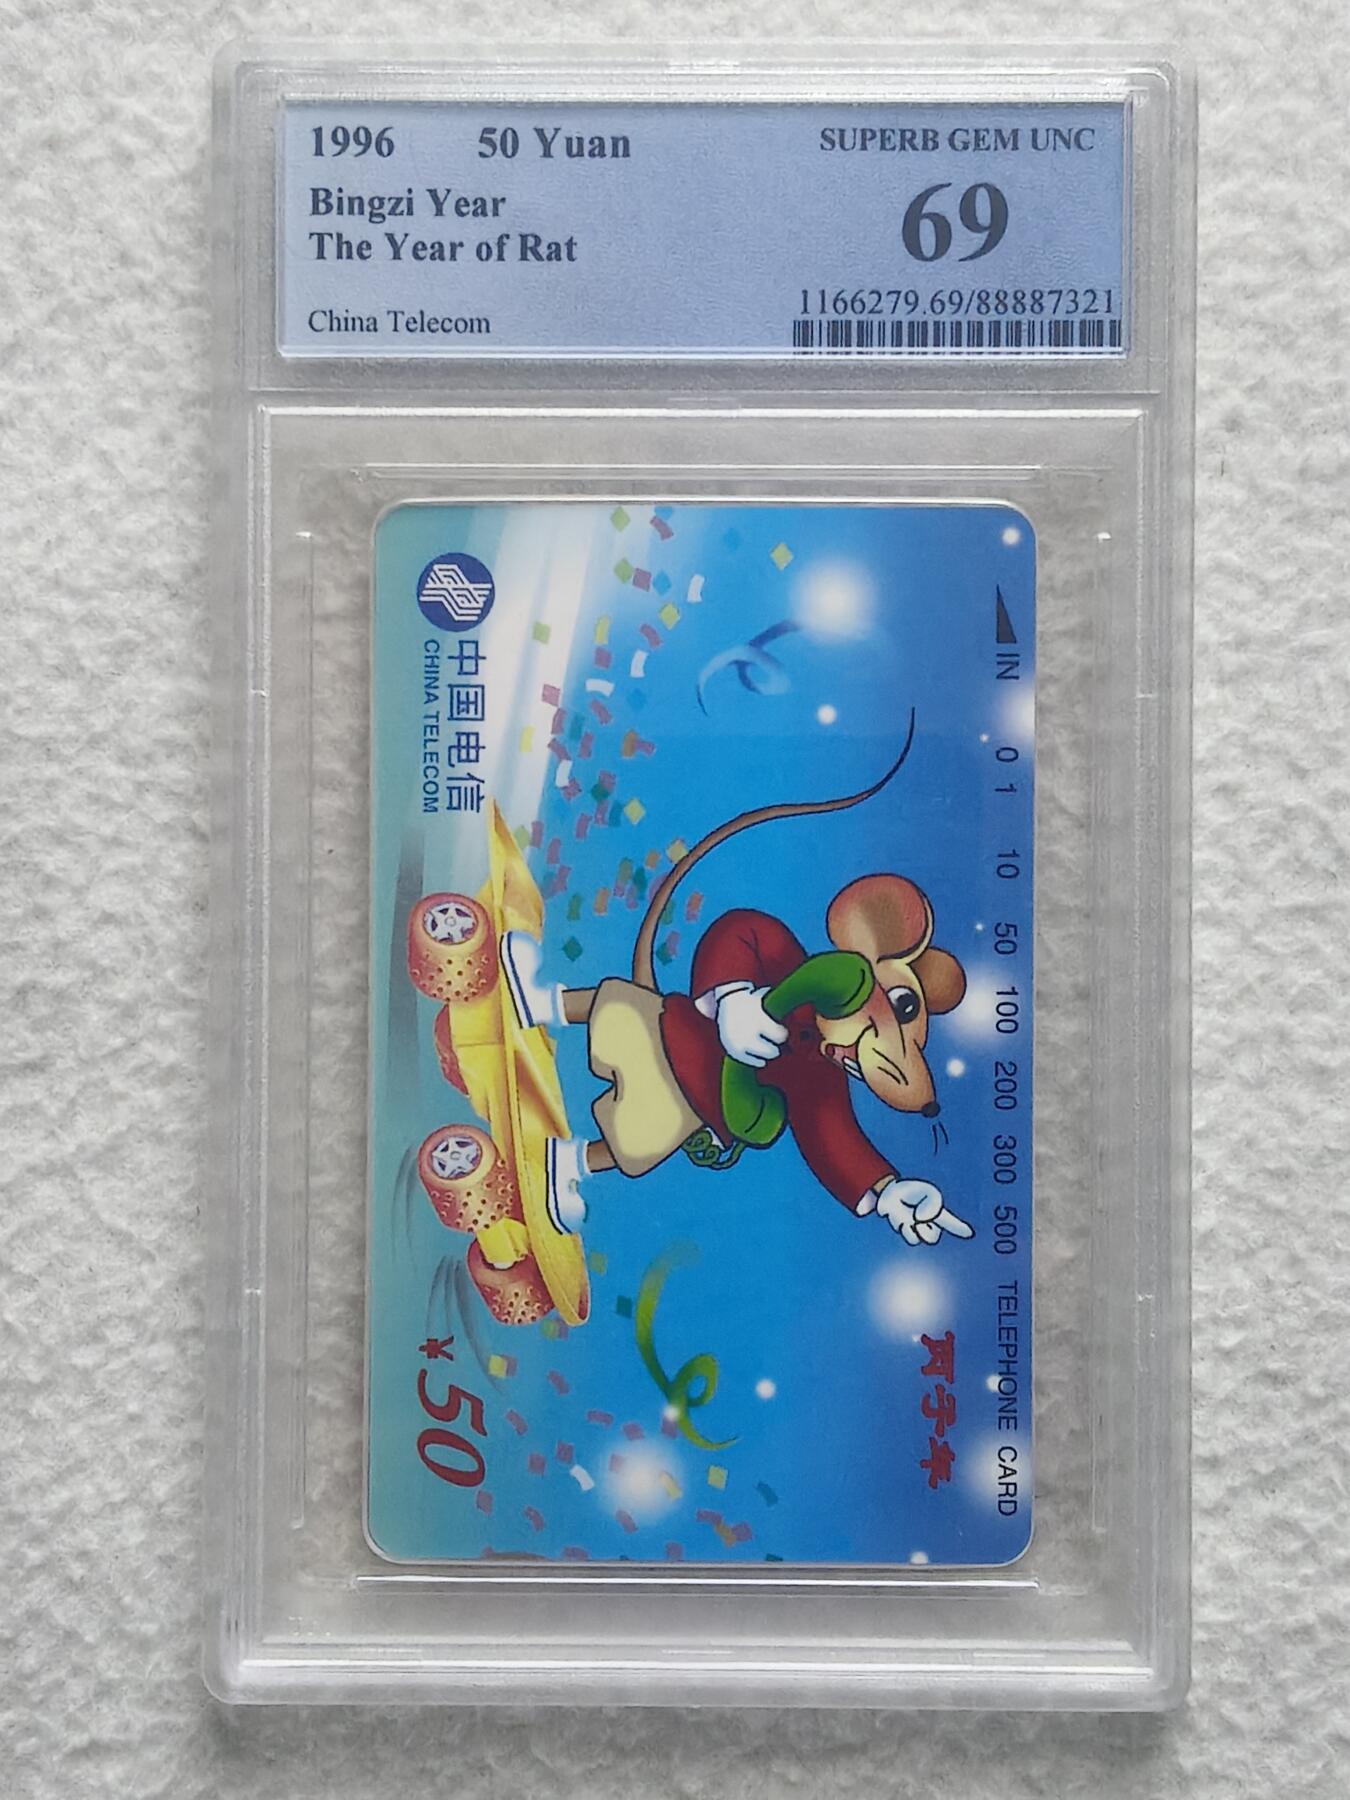 1996 50 Yuan
SUPERB GEM UNC
Bingzi Year
69
The Year of Rat
China Telecom
1166279.69/88887321
IN 0 1 10 50 100 200 300 500 TELEPHONE CARD
丙子年
中国电信
CHINA TELECOM
¥50